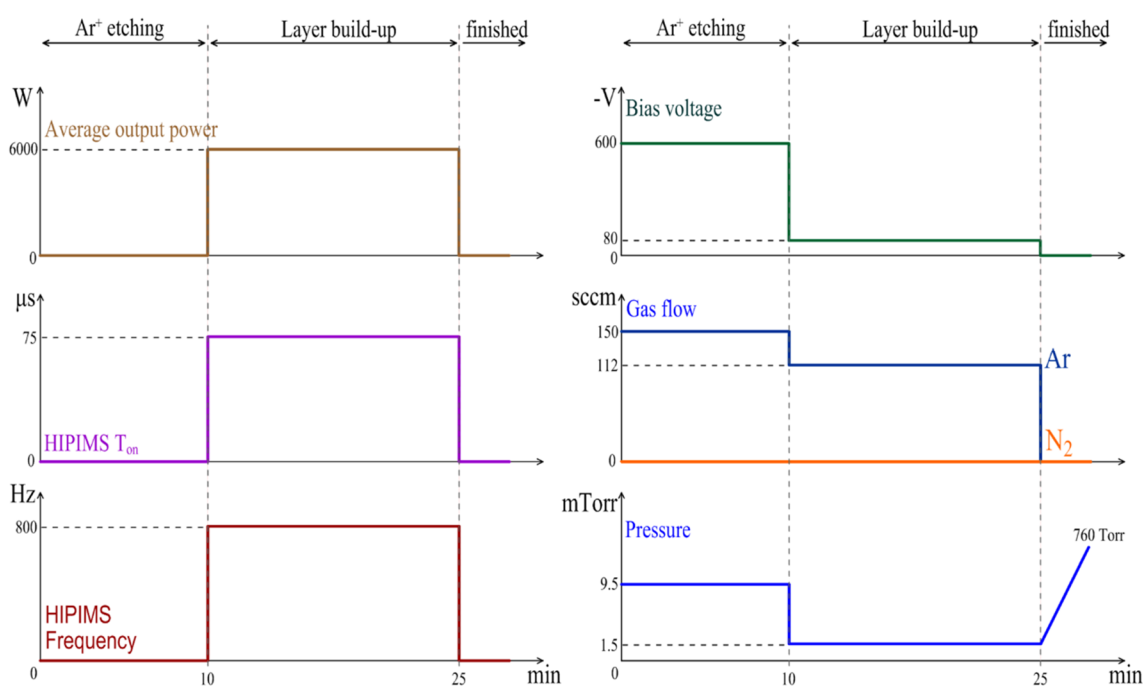 Ar⁺ etching
Layer build-up
finished
W
Average output power
6000
0
μs
75
HIPIMS Tₒₙ
0
Hz
800
HIPIMS
Frequency
0
10
25
min
Ar⁺ etching
Layer build-up
finished
-V
Bias voltage
600
80
0
sccm
Gas flow
150
112
Ar
N₂
0
mTorr
Pressure
760 Torr
9.5
1.5
0
10
25
min